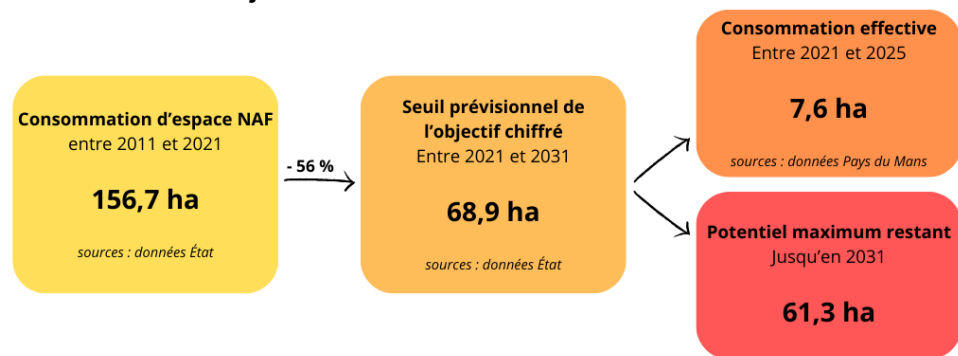 Consommation d’espace NAF
entre 2011 et 2021
156,7 ha
sources : données État
- 56 %
Seuil prévisionnel de
l’objectif chiffré
Entre 2021 et 2031
68,9 ha
sources : données État
Consommation effective
Entre 2021 et 2025
7,6 ha
sources : données Pays du Mans
Potentiel maximum restant
Jusqu’en 2031
61,3 ha